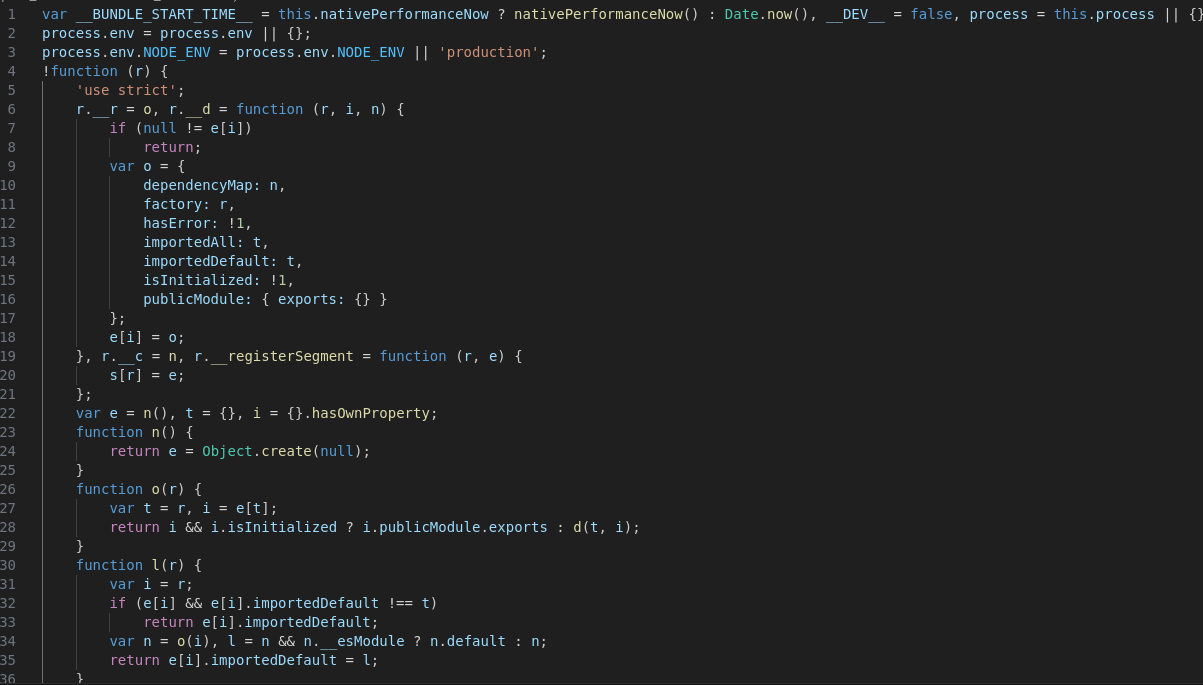 1 var __BUNDLE_START_TIME__ = this.nativePerformanceNow ? nativePerformanceNow() : Date.now(), __DEV__ = false, process = this.process || {}
2 process.env = process.env || {};
3 process.env.NODE_ENV = process.env.NODE_ENV || 'production';
4 !function (r) {
5 'use strict';
6 r.__r = o, r.__d = function (r, i, n) {
7 if (null != e[i])
8 return;
9 var o = {
10 dependencyMap: n,
11 factory: r,
12 hasError: !1,
13 importedAll: t,
14 importedDefault: t,
15 isInitialized: !1,
16 publicModule: { exports: {} }
17 };
18 e[i] = o;
19 }, r.__c = n, r.__registerSegment = function (r, e) {
20 s[r] = e;
21 };
22 var e = n(), t = {}, i = {}.hasOwnProperty;
23 function n() {
24 return e = Object.create(null);
25 }
26 function o(r) {
27 var t = r, i = e[t];
28 return i && i.isInitialized ? i.publicModule.exports : d(t, i);
29 }
30 function l(r) {
31 var i = r;
32 if (e[i] && e[i].importedDefault !== t)
33 return e[i].importedDefault;
34 var n = o(i), l = n && n.__esModule ? n.default : n;
35 return e[i].importedDefault = l;
36 }